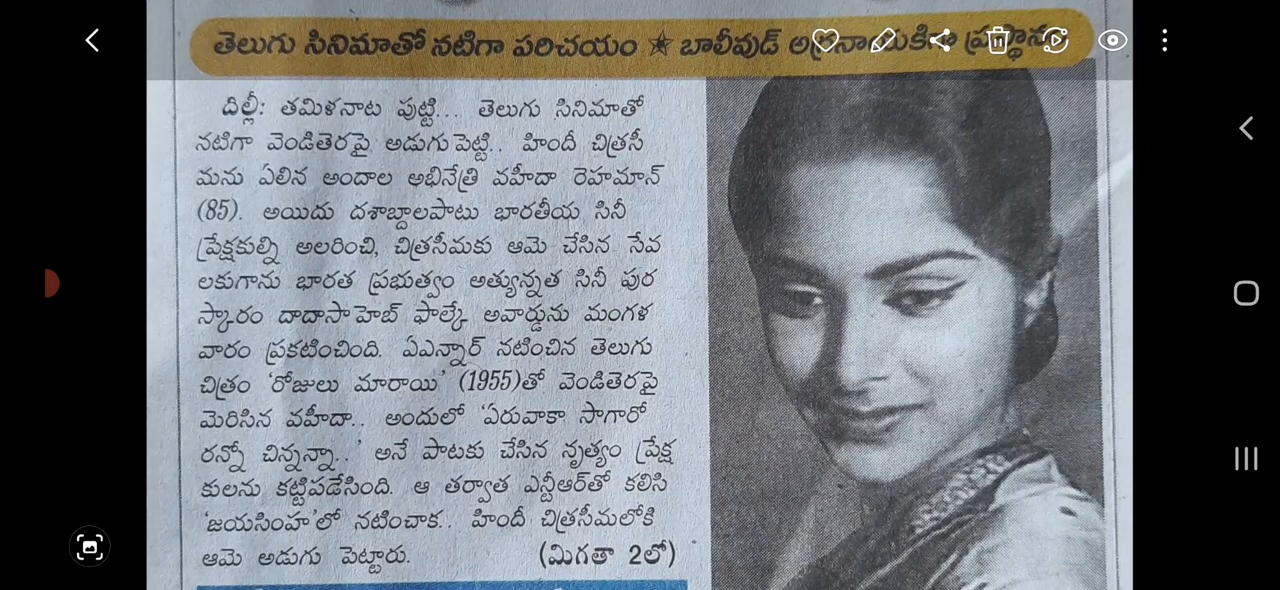 తెలుగు సినిమాతో నటిగా పరిచయం ★ బాలీవుడ్ అగ్రనాయికగా
దిల్లీ: తమిళనాట పుట్టి... తెలుగు సినిమాతో
నటిగా వెండితెరపై అడుగుపెట్టి.. హిందీ చిత్రసీ
మను ఏలిన అందాల అభినేత్రి వహీదా రెహమాన్
(85). అయిదు దశాబ్దాలపాటు భారతీయ సినీ
ప్రేక్షకుల్ని అలరించి, చిత్రసీమకు ఆమె చేసిన సేవ
లకుగాను భారత ప్రభుత్వం అత్యున్నత సినీ పుర
స్కారం దాదాసాహెబ్ ఫాల్కే అవార్డును మంగళ
వారం ప్రకటించింది. ఏఎన్నార్ నటించిన తెలుగు
చిత్రం ‘రోజులు మారాయి’ (1955)తో వెండితెరపై
మెరిసిన వహీదా.. అందులో ‘ఏరువాకా సాగారో
రన్నో చిన్నన్నా..’ అనే పాటకు చేసిన నృత్యం ప్రేక్ష
కులను కట్టిపడేసింది. ఆ తర్వాత ఎన్టీఆర్‌తో కలిసి
‘జయసింహ’లో నటించాక.. హిందీ చిత్రసీమలోకి
ఆమె అడుగు పెట్టారు. (మిగతా 2లో)